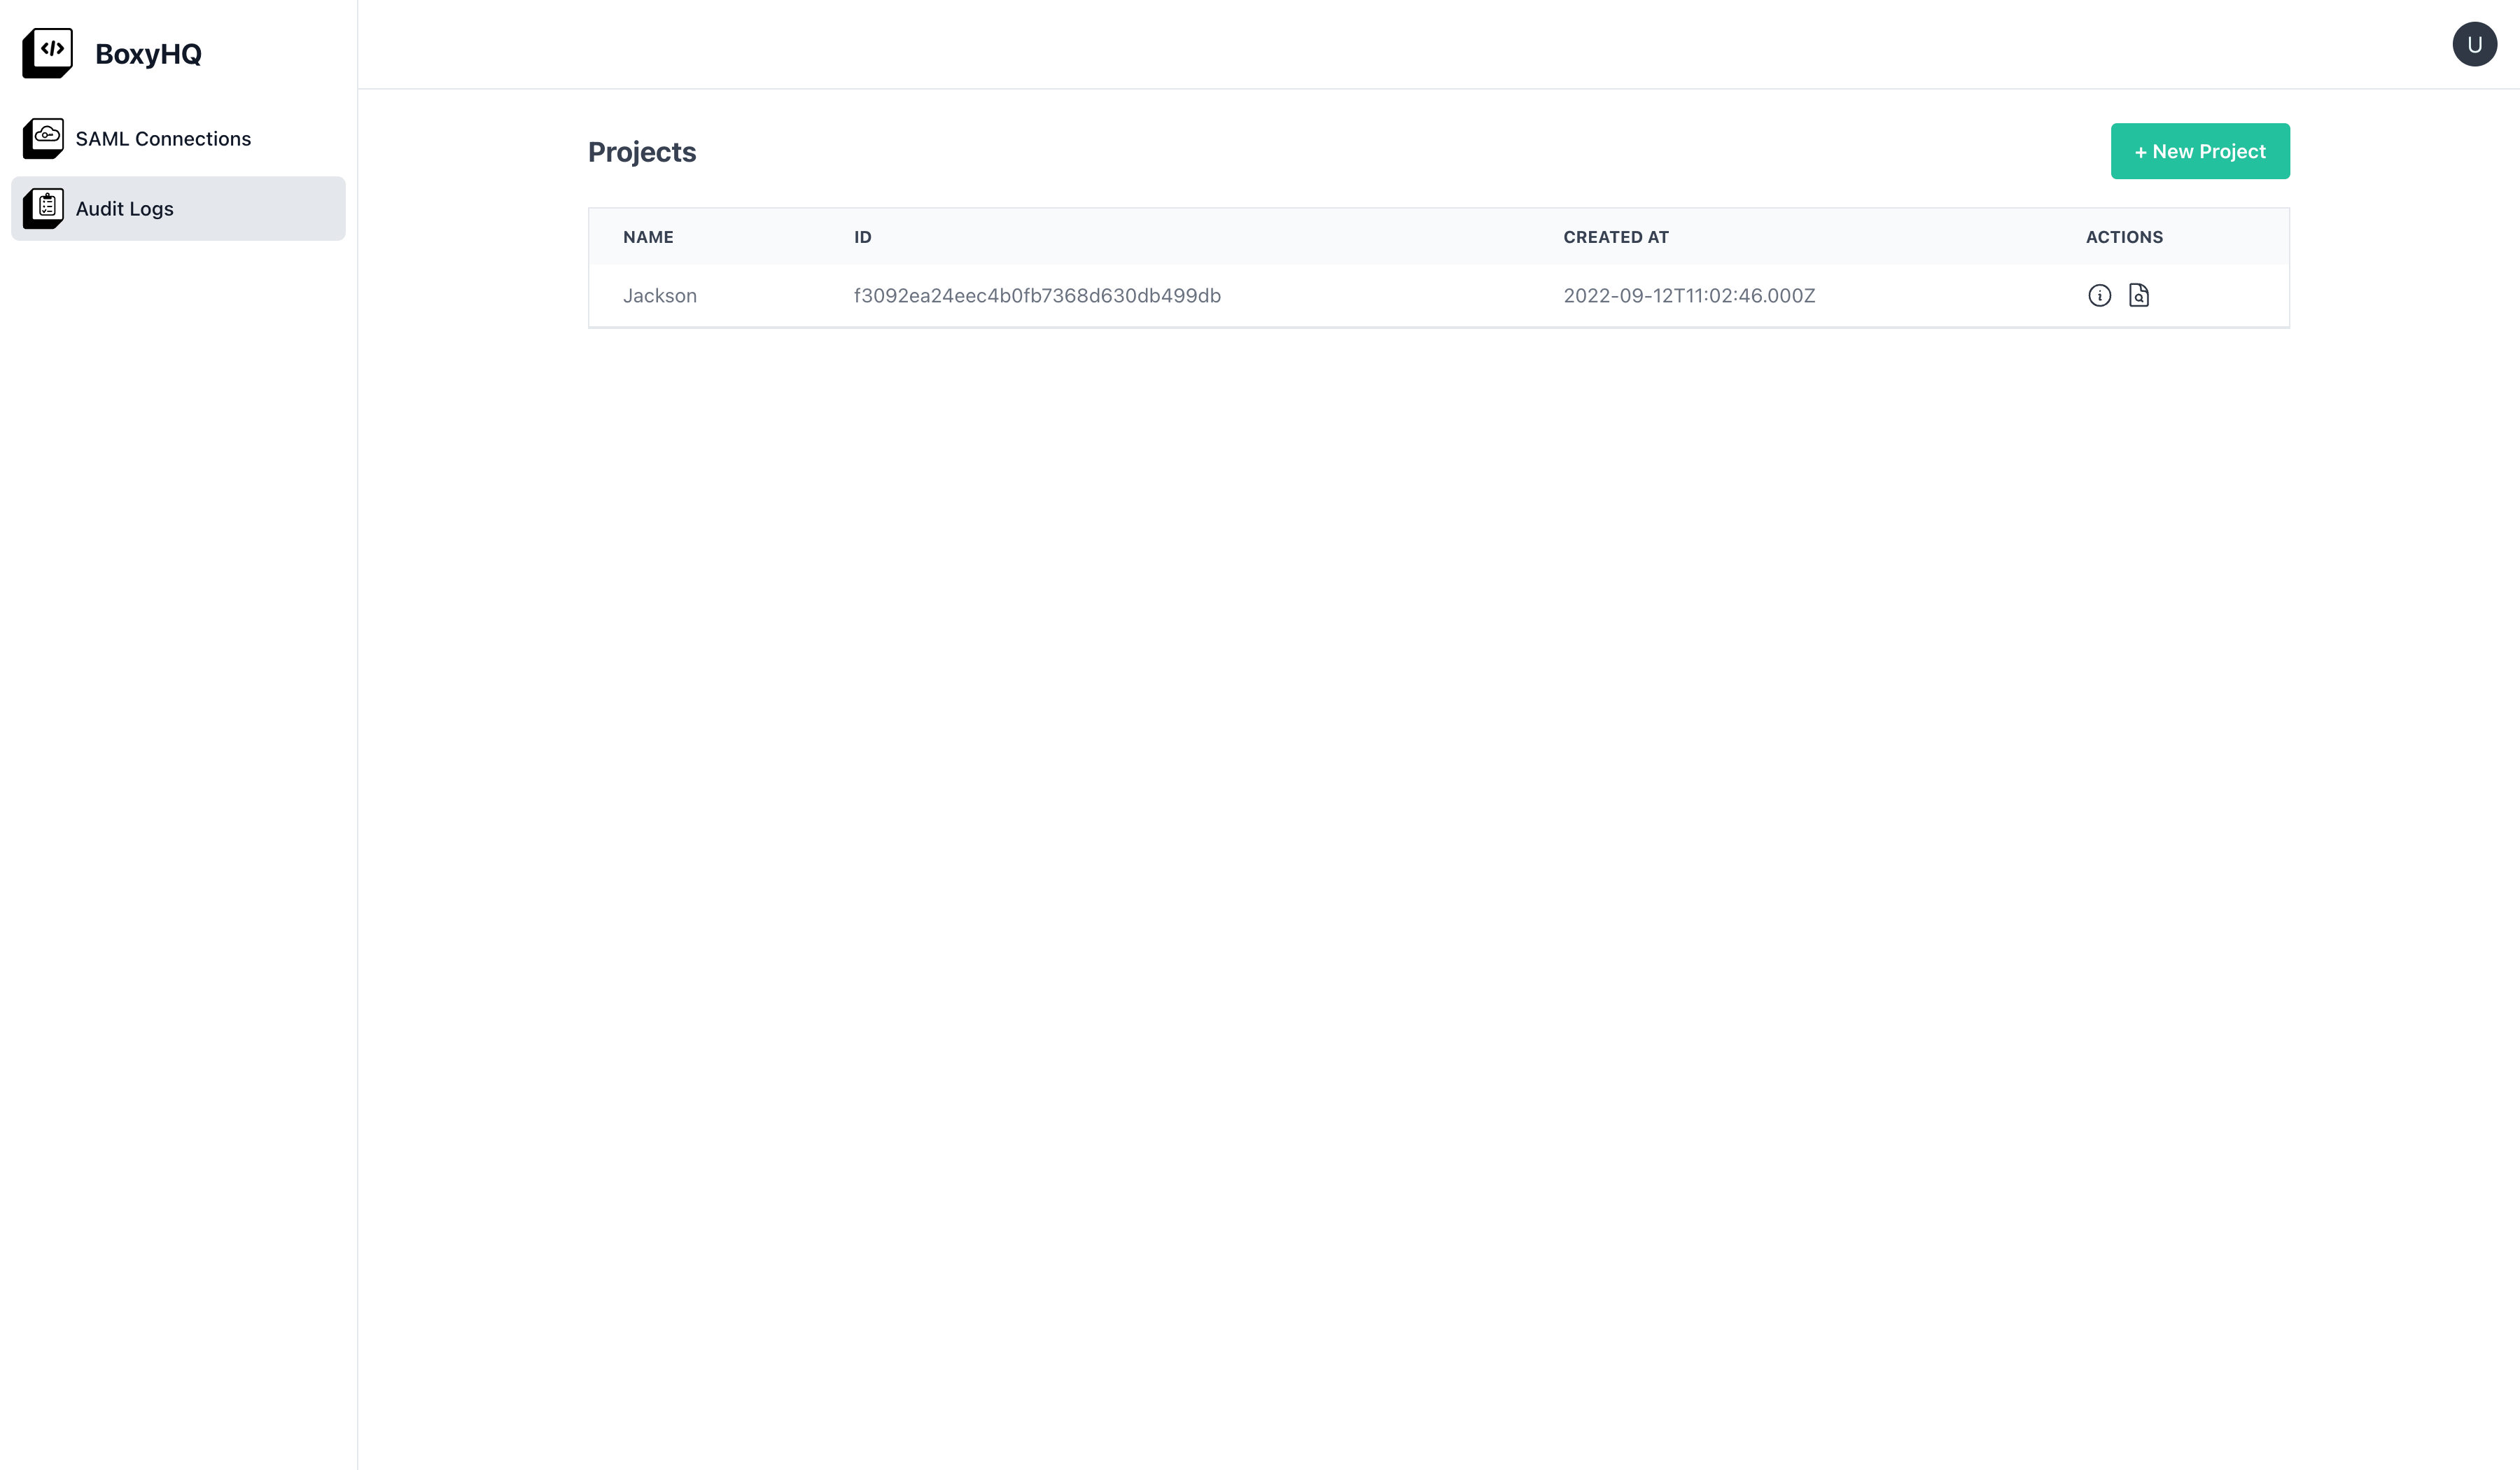 BoxyHQ
U
SAML Connections
Audit Logs
Projects
+ New Project
NAME ID CREATED AT ACTIONS
Jackson f3092ea24eec4b0fb7368d630db499db 2022-09-12T11:02:46.000Z